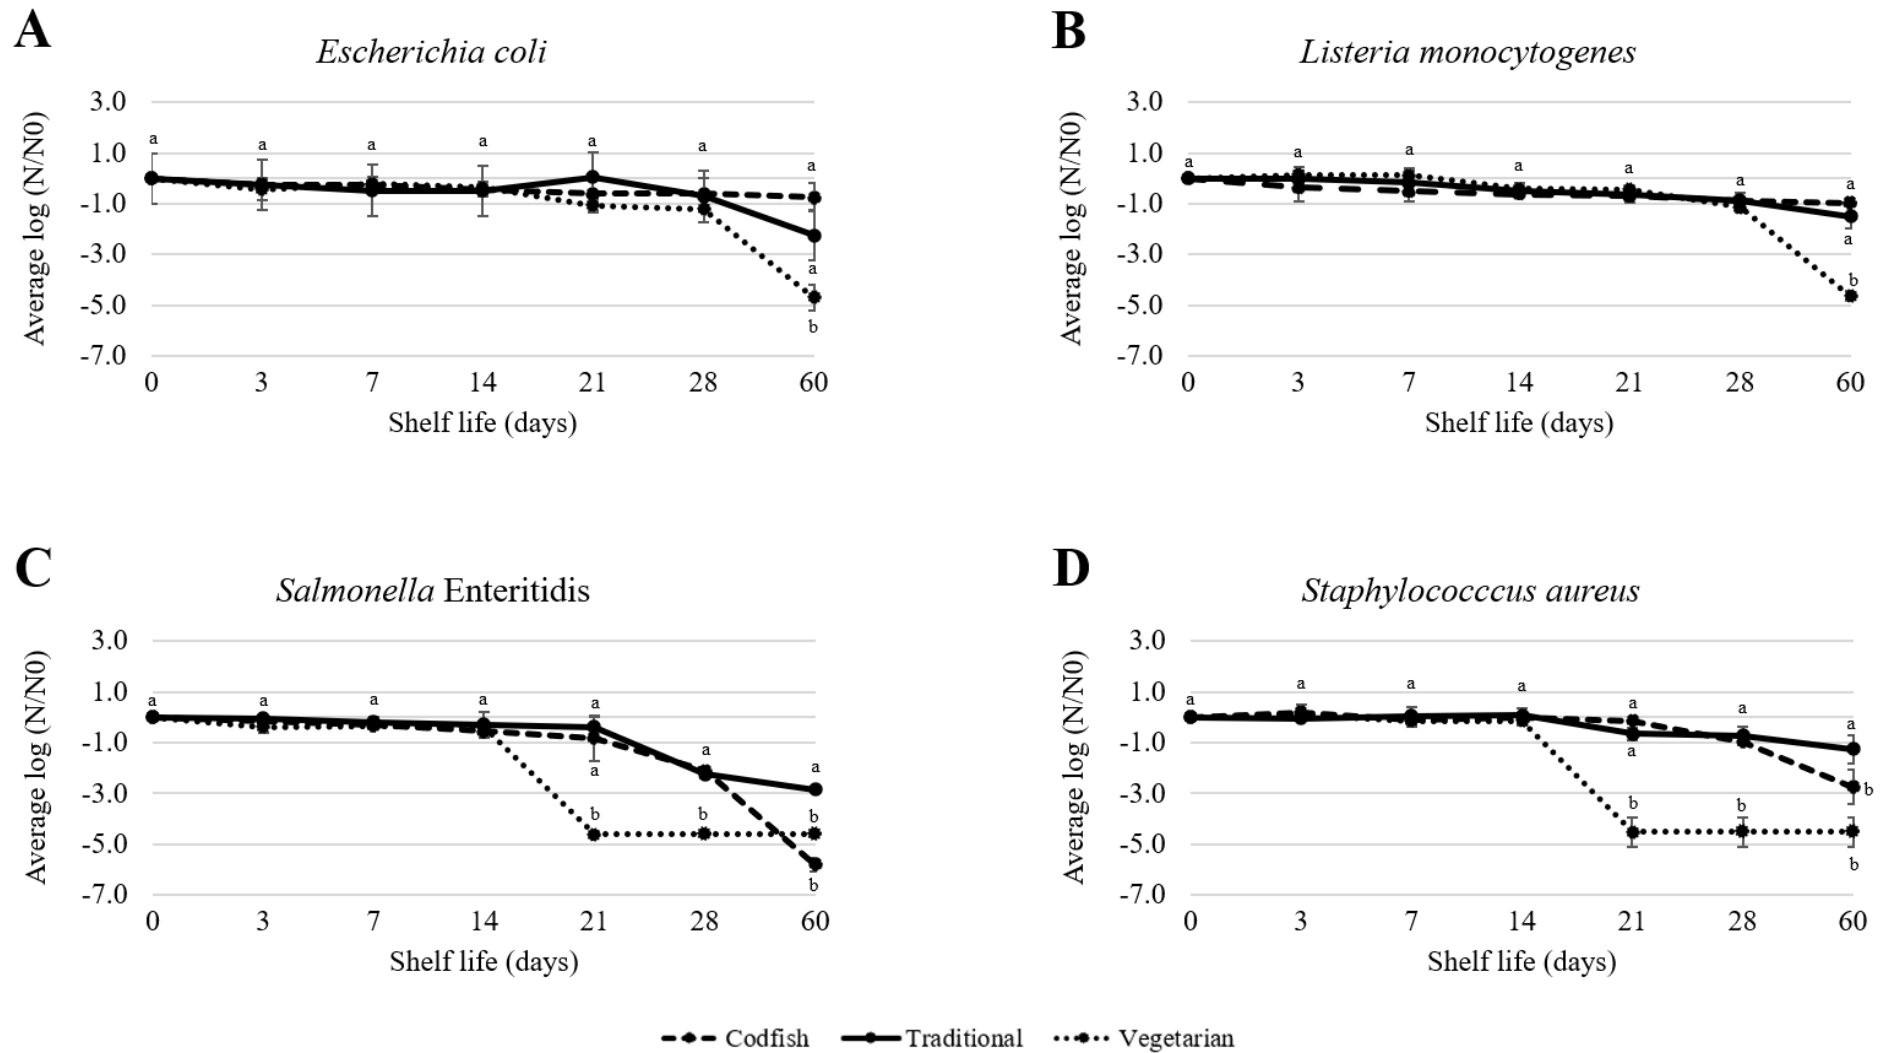 A
Escherichia coli
Average log (N/N0)
3.0
1.0
-1.0
-3.0
-5.0
-7.0
a a a a a a a
a
b
0 3 7 14 21 28 60
Shelf life (days)
B
Listeria monocytogenes
Average log (N/N0)
3.0
1.0
-1.0
-3.0
-5.0
-7.0
a a a a a a a
a
b
0 3 7 14 21 28 60
Shelf life (days)
C
Salmonella Enteritidis
Average log (N/N0)
3.0
1.0
-1.0
-3.0
-5.0
-7.0
a a a a a a a
a
b b b
b
0 3 7 14 21 28 60
Shelf life (days)
D
Staphylococccus aureus
Average log (N/N0)
3.0
1.0
-1.0
-3.0
-5.0
-7.0
a a a a a a a
a
b b b
b
0 3 7 14 21 28 60
Shelf life (days)
Codfish Traditional Vegetarian